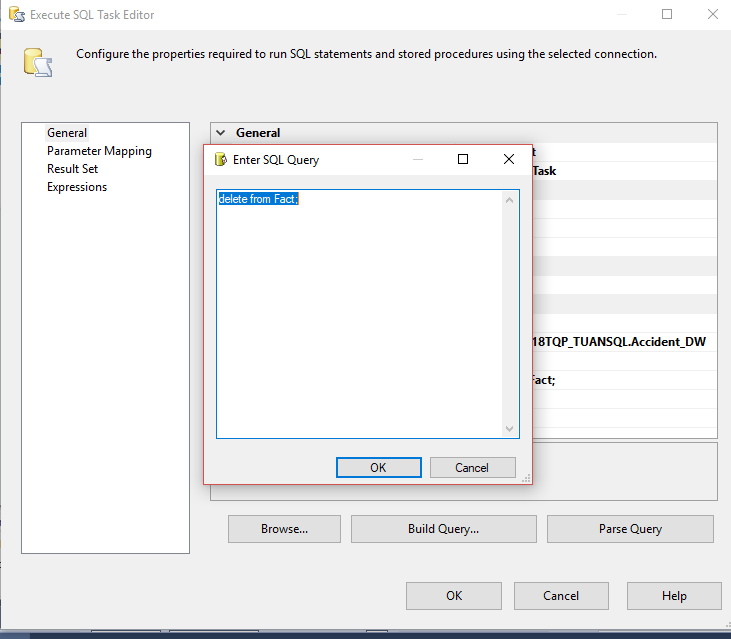 Execute SQL Task Editor
Configure the properties required to run SQL statements and stored procedures using the selected connection.
General
Parameter Mapping
Result Set
Expressions
General
Enter SQL Query
delete from Fact;
OK
Cancel
Task
18TQP_TUANSQL.Accident_DW
Fact;
Browse...
Build Query...
Parse Query
OK
Cancel
Help